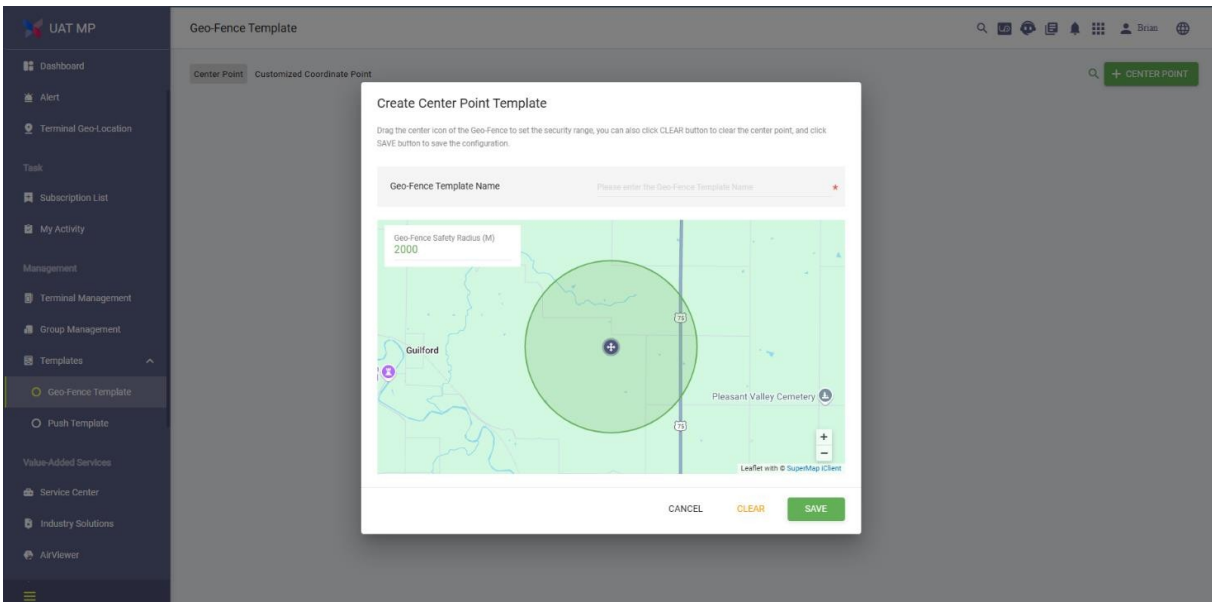 UAT MP
Geo-Fence Template
Brian
Dashboard
Alert
Terminal Geo-Location
Task
Subscription List
My Activity
Management
Terminal Management
Group Management
Templates
Geo-Fence Template
Push Template
Value-Added Services
Service Center
Industry Solutions
AirViewer
Center Point
Customized Coordinate Point
+ CENTER POINT
Create Center Point Template
Drag the center icon of the Geo-Fence to set the security range, you can also click CLEAR button to clear the center point, and click
SAVE button to save the configuration.
Geo-Fence Template Name
Please enter the Geo-Fence Template Name
*
Geo-Fence Safety Radius (M)
2000
75
Guilford
Pleasant Valley Cemetery
75
+
−
Leaflet with © SuperMap iClient
CANCEL
CLEAR
SAVE